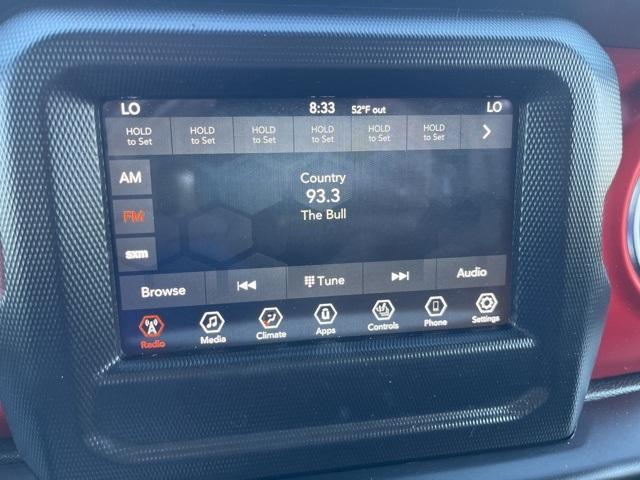 LO 8:33 52°F out LO
HOLD to Set HOLD to Set HOLD to Set HOLD to Set HOLD to Set HOLD to Set
AM
Country
93.3
FM
The Bull
sxm
Browse Tune Audio
Radio Media Climate Apps Controls Phone Settings